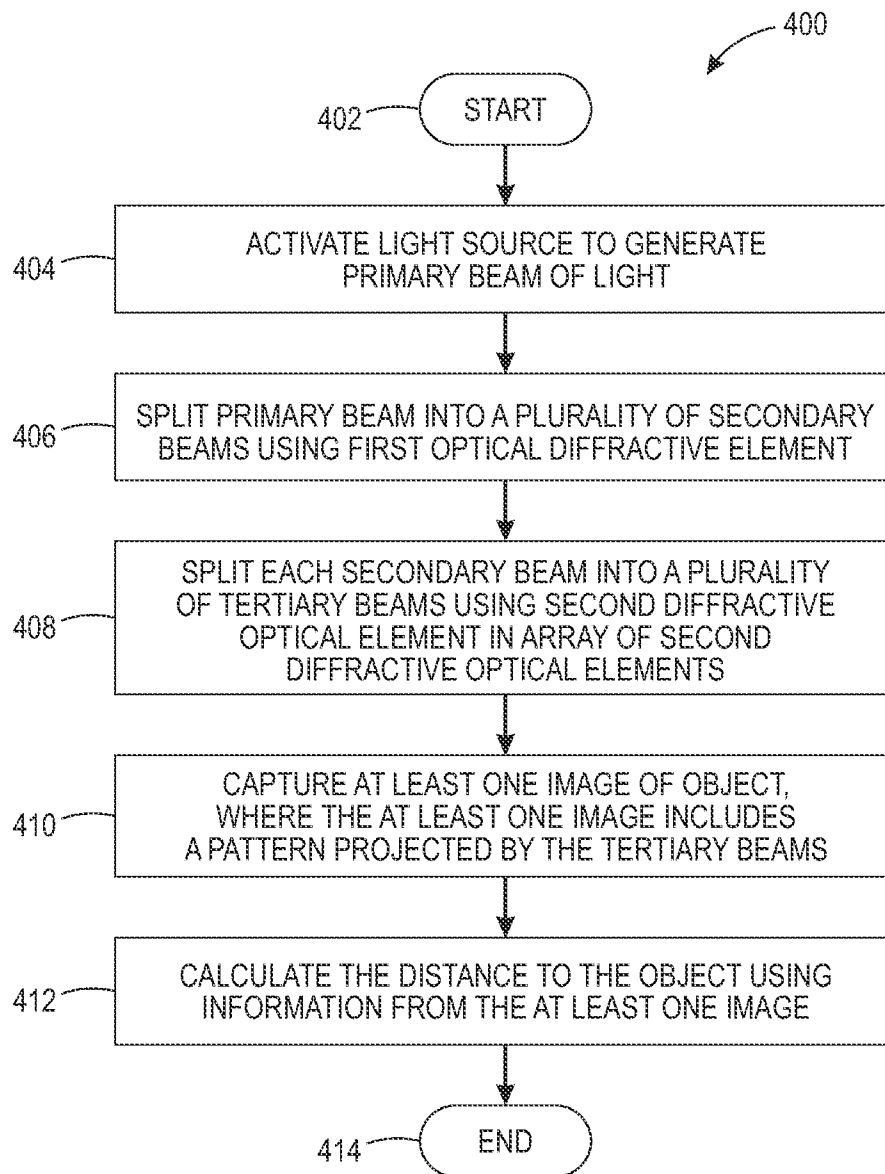 400
402
START
404
ACTIVATE LIGHT SOURCE TO GENERATE
PRIMARY BEAM OF LIGHT
406
SPLIT PRIMARY BEAM INTO A PLURALITY OF SECONDARY
BEAMS USING FIRST OPTICAL DIFFRACTIVE ELEMENT
408
SPLIT EACH SECONDARY BEAM INTO A PLURALITY
OF TERTIARY BEAMS USING SECOND DIFFRACTIVE
OPTICAL ELEMENT IN ARRAY OF SECOND
DIFFRACTIVE OPTICAL ELEMENTS
410
CAPTURE AT LEAST ONE IMAGE OF OBJECT,
WHERE THE AT LEAST ONE IMAGE INCLUDES
A PATTERN PROJECTED BY THE TERTIARY BEAMS
412
CALCULATE THE DISTANCE TO THE OBJECT USING
INFORMATION FROM THE AT LEAST ONE IMAGE
414
END